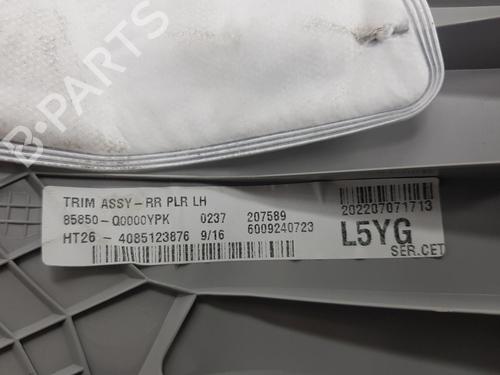 B-PARTS
TRIM ASSY-RR PLR LH
85850-Q0000YPK 0237 207589
HT26 - 4085123876 9/16 6009240723
202207071713
L5YG
SER.CET